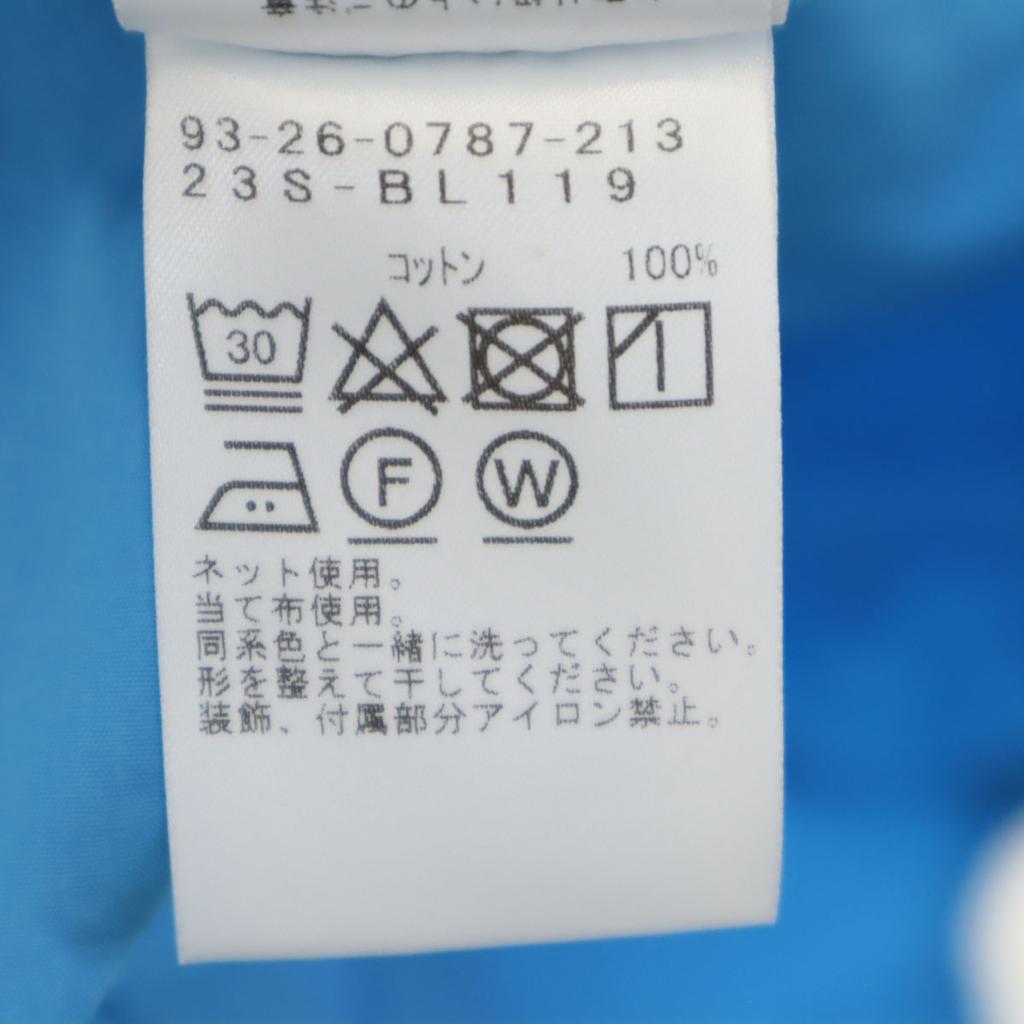 93-26-0787-213
23S-BL119
コットン 100%
30
F W
ネット使用。
当て布使用。
同系色と一緒に洗ってください。
形を整えて干してください。
装飾、付属部分アイロン禁止。